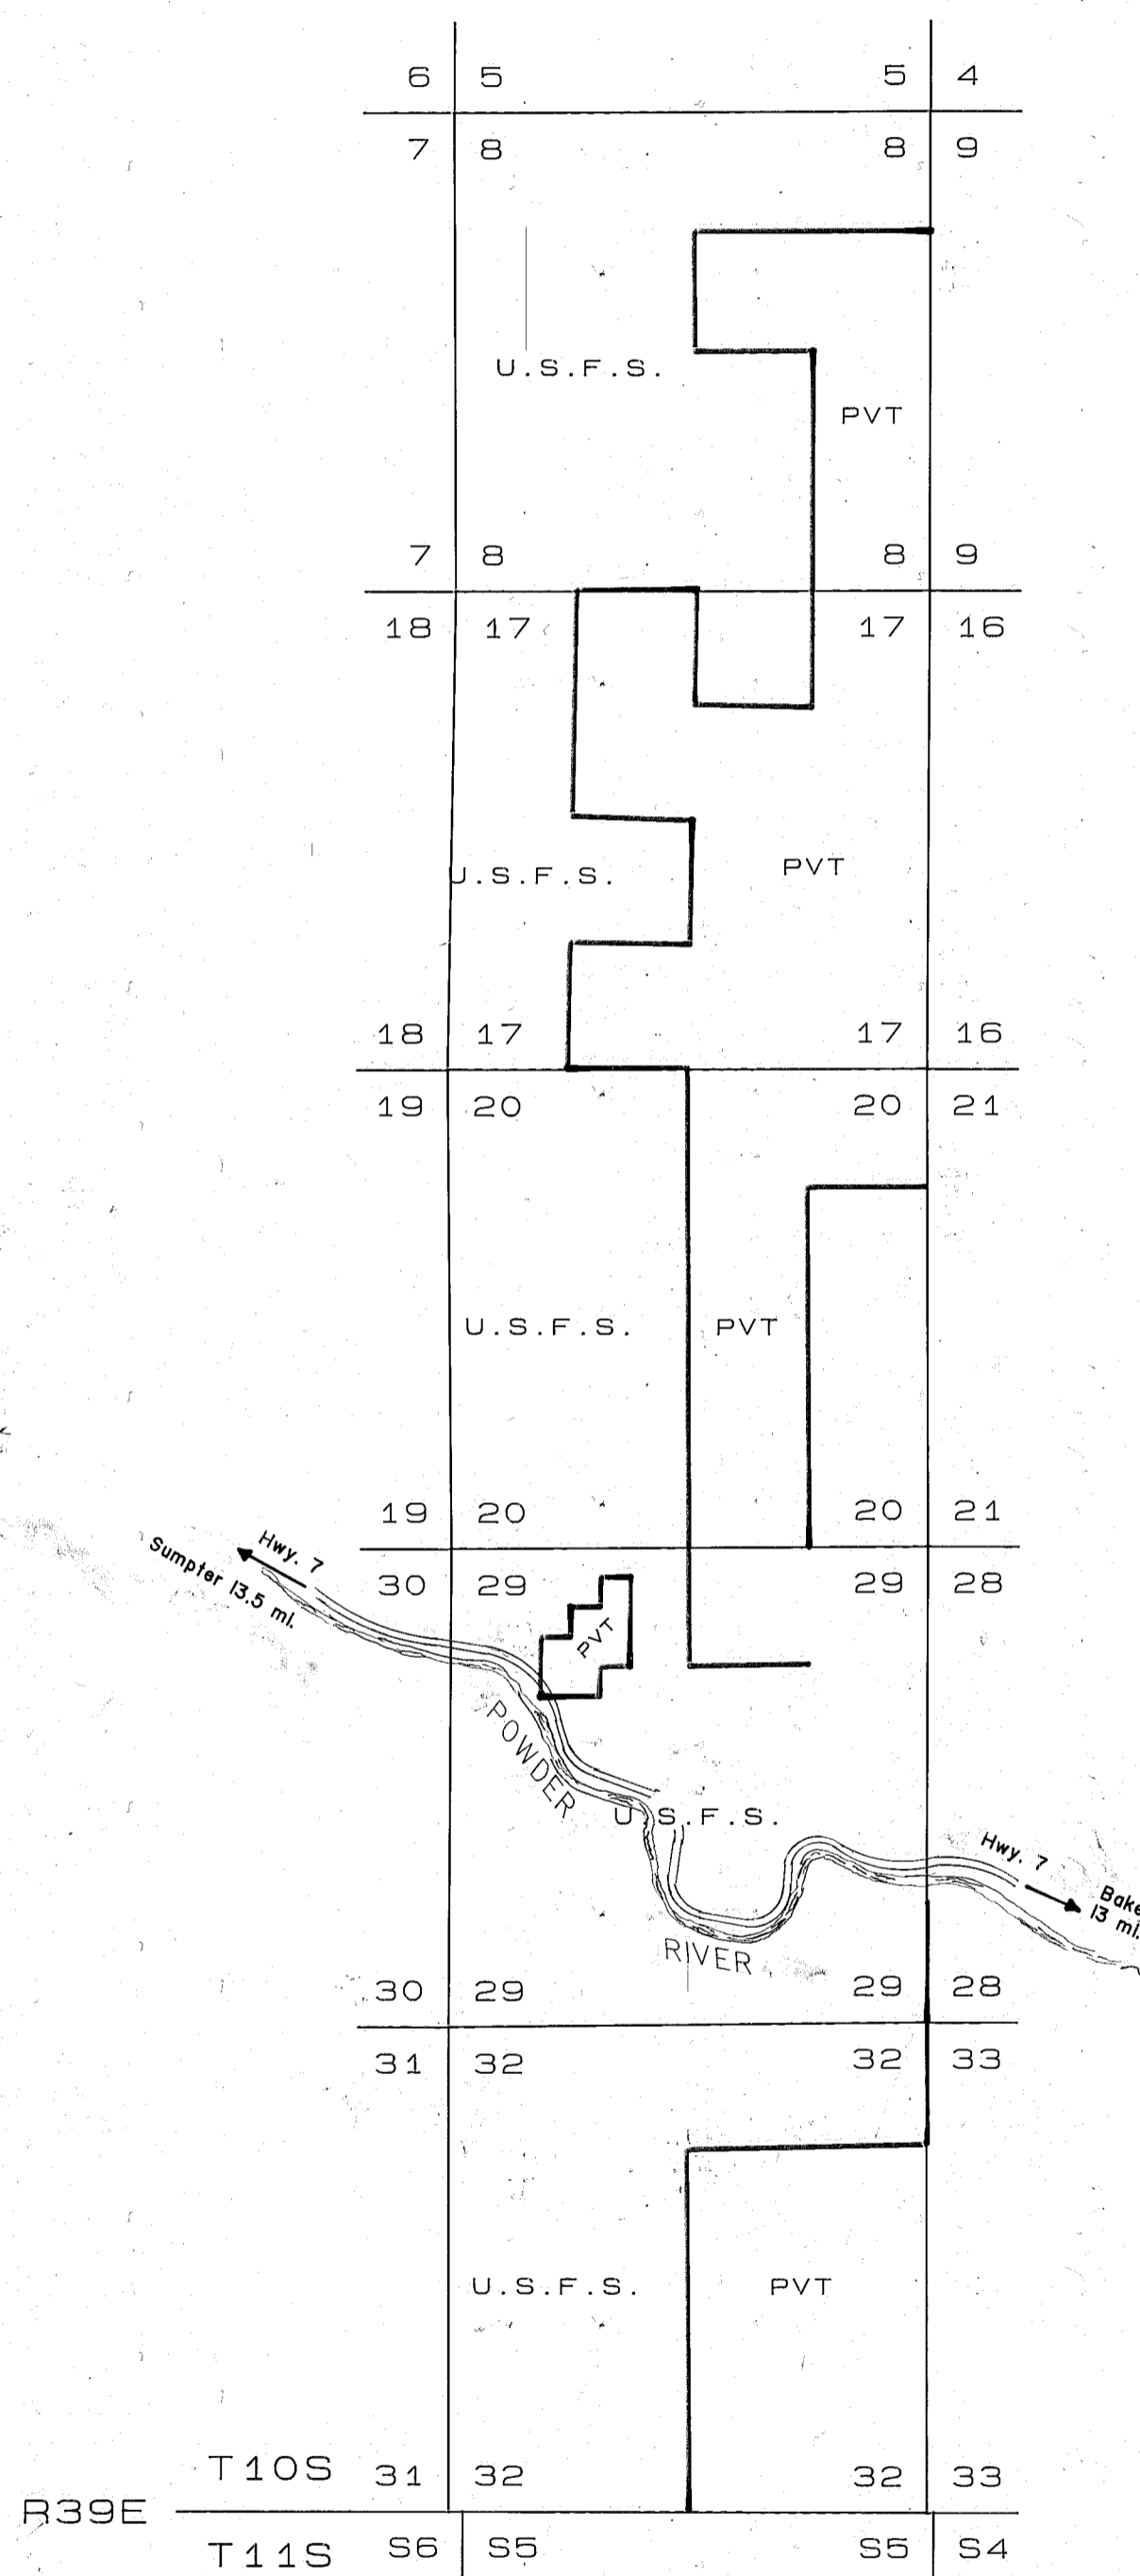 6 5 5 4
7 8 8 9
U.S.F.S.
PVT
7 8 8 9
18 17 17 16
PVT
U.S.F.S.
18 17 17 16
19 20 20 21
U.S.F.S. PVT
19 20 20 21
Hwy. 7
Sumpter 13.5 mi.
30 29 29 28
PVT
POWDER
U.S.F.S.
Hwy. 7
Bake
13 mi.
RIVER
30 29 29 28
31 32 32 33
U.S.F.S. PVT
T10S 31 32 32 33
R39E
T11S S6 S5 S5 S4